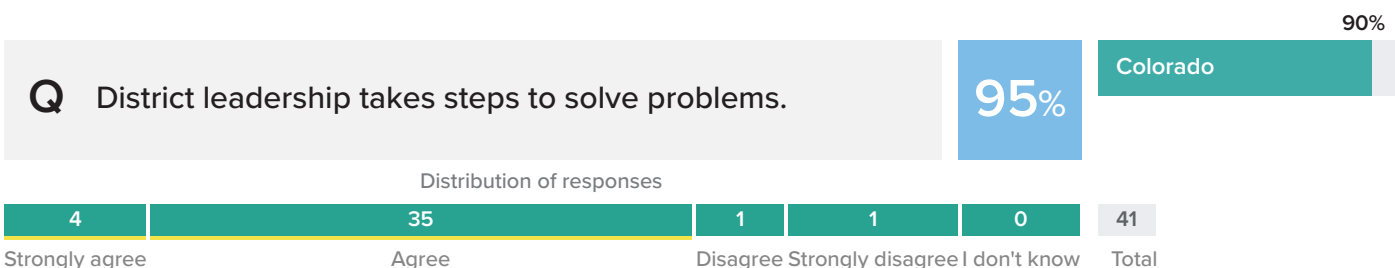 90%
Q District leadership takes steps to solve problems.
95%
Colorado
Distribution of responses
4 35 1 1 0 41
Strongly agree Agree Disagree Strongly disagree I don't know Total